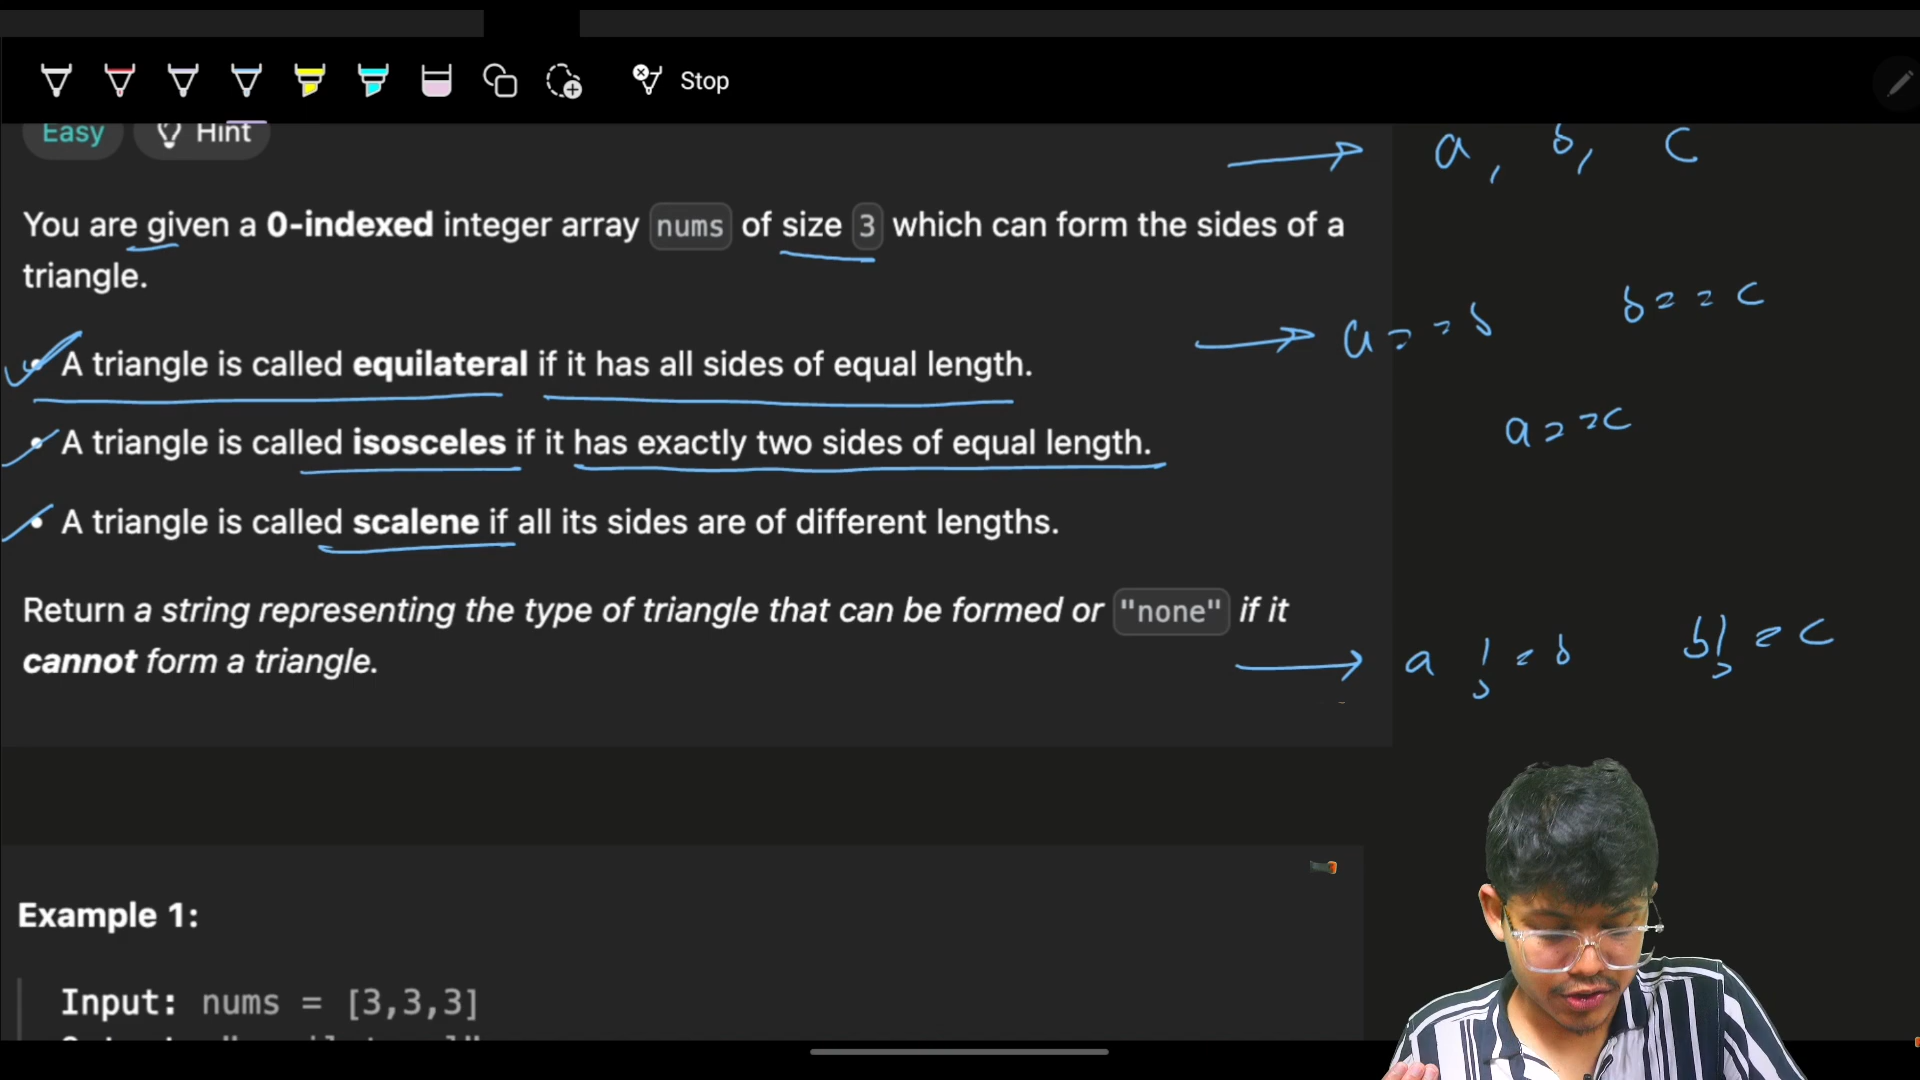 Stop
Easy Hint
a, b, c
You are given a 0-indexed integer array nums of size 3 which can form the sides of a
triangle.
a == b b == c
A triangle is called equilateral if it has all sides of equal length.
a == c
A triangle is called isosceles if it has exactly two sides of equal length.
A triangle is called scalene if all its sides are of different lengths.
Return a string representing the type of triangle that can be formed or "none" if it
cannot form a triangle.
a != b b != c
Example 1:
Input: nums = [3,3,3]